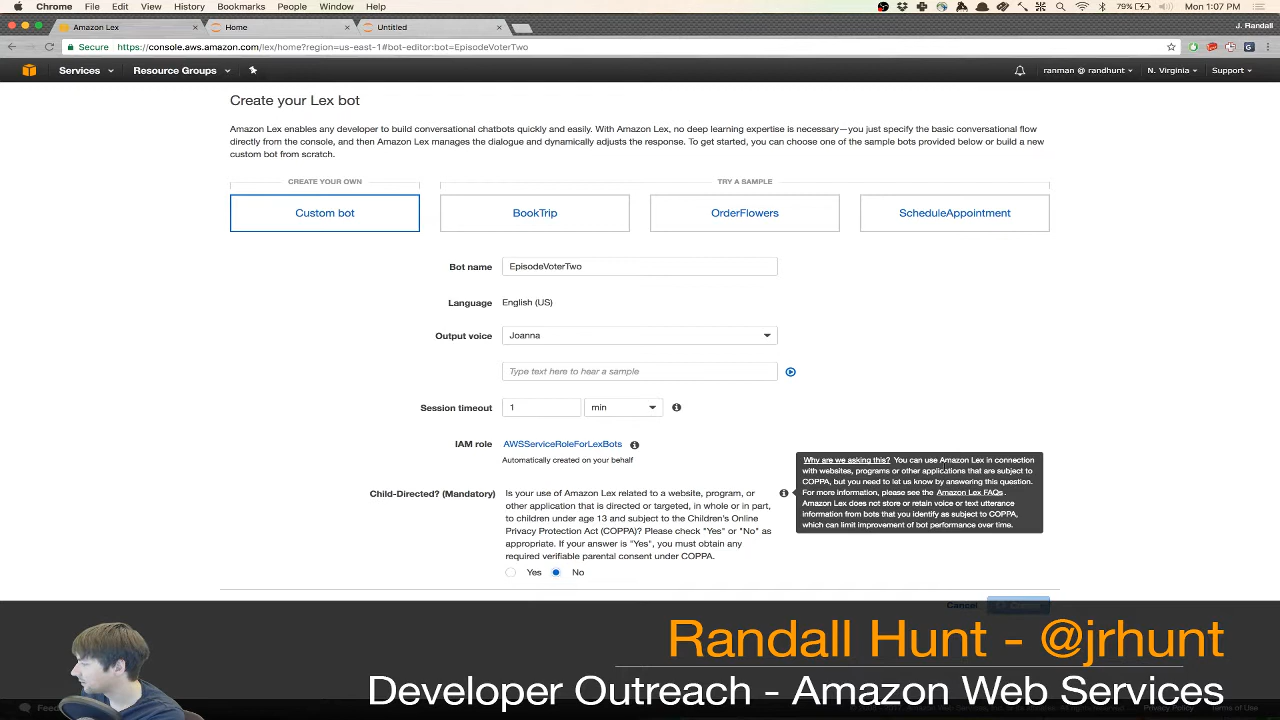 Chrome File Edit View History Bookmarks People Window Help 79% Mon 1:07 PM
Amazon Lex Home Untitled J. Randall
Secure https://console.aws.amazon.com/lex/home?region=us-east-1#bot-editor:bot=EpisodeVoterTwo
Services Resource Groups ranman @ randhunt N. Virginia Support
Create your Lex bot
Amazon Lex enables any developer to build conversational chatbots quickly and easily. With Amazon Lex, no deep learning expertise is necessary—you just specify the basic conversational flow
directly from the console, and then Amazon Lex manages the dialogue and dynamically adjusts the response. To get started, you can choose one of the sample bots provided below or build a new
custom bot from scratch.
CREATE YOUR OWN TRY A SAMPLE
Custom bot BookTrip OrderFlowers ScheduleAppointment
Bot name EpisodeVoterTwo
Language English (US)
Output voice Joanna
Type text here to hear a sample
Session timeout 1 min
IAM role AWSServiceRoleForLexBots
Automatically created on your behalf
Child-Directed? (Mandatory) Is your use of Amazon Lex related to a website, program, or
other application that is directed or targeted, in whole or in part,
to children under age 13 and subject to the Children's Online
Privacy Protection Act (COPPA)? Please check "Yes" or "No" as
appropriate. If your answer is "Yes", you must obtain any
required verifiable parental consent under COPPA.
Yes No
Why are we asking this? You can use Amazon Lex in connection
with websites, programs or other applications that are subject to
COPPA, but you need to let us know by answering this question.
For more information, please see the Amazon Lex FAQs.
Amazon Lex does not store or retain voice or text utterance
information from bots that you identify as subject to COPPA,
which can limit improvement of bot performance over time.
Cancel Create
Randall Hunt - @jrhunt
Developer Outreach - Amazon Web Services
Privacy Policy Terms of Use